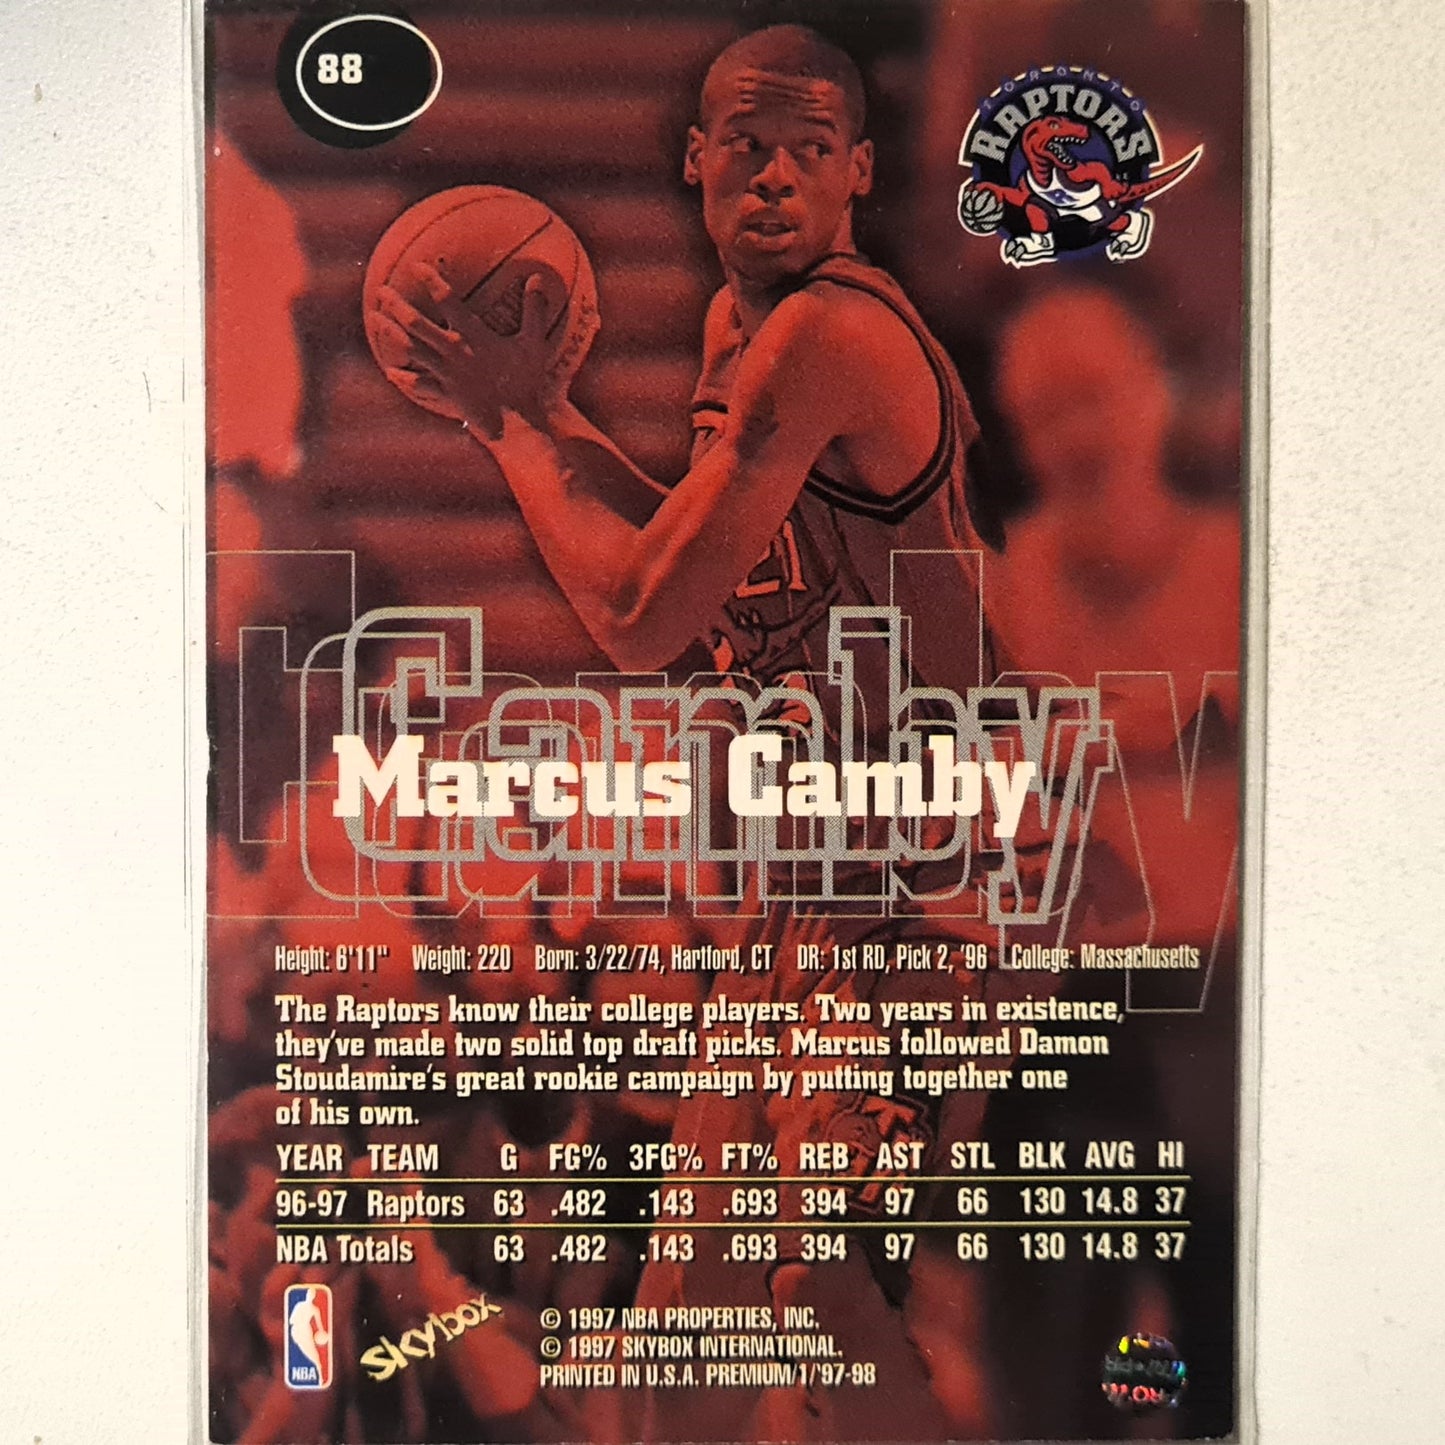 88
TORONTO
RAPTORS
21
Camby
Marcus Camby
Height: 6'11" Weight: 220 Born: 3/22/74, Hartford, CT DR: 1st RD, Pick 2, '96 College: Massachusetts
The Raptors know their college players. Two years in existence,
they've made two solid top draft picks. Marcus followed Damon
Stoudamire's great rookie campaign by putting together one
of his own.
YEAR TEAM G FG% 3FG% FT% REB AST STL BLK AVG HI
96-97 Raptors 63 .482 .143 .693 394 97 66 130 14.8 37
NBA Totals 63 .482 .143 .693 394 97 66 130 14.8 37
NBA
SkyBox
© 1997 NBA PROPERTIES, INC.
© 1997 SKYBOX INTERNATIONAL.
PRINTED IN U.S.A. PREMIUM/1/'97-98